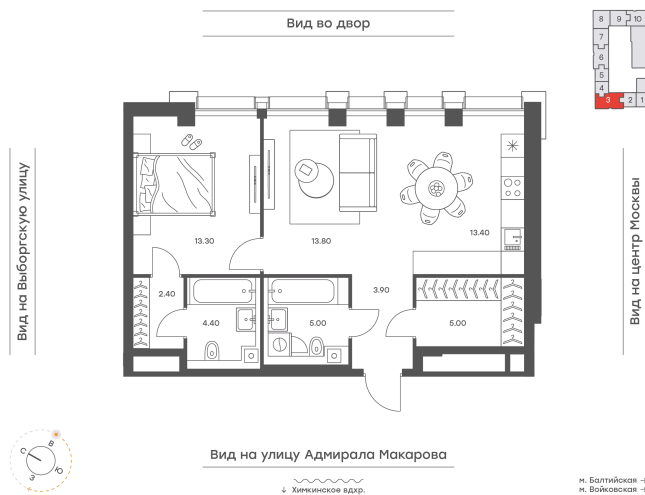 Вид во двор
8 9 10
7
6
5
4
3 2 1
Вид на Выборгскую улицу
Вид на центр Москвы
13.30
13.80
13.40
2.40
4.40
5.00
3.90
5.00
Вид на улицу Адмирала Макарова
↓ Химкинское вдхр.
С В Ю З
м. Балтийская
м. Войковская